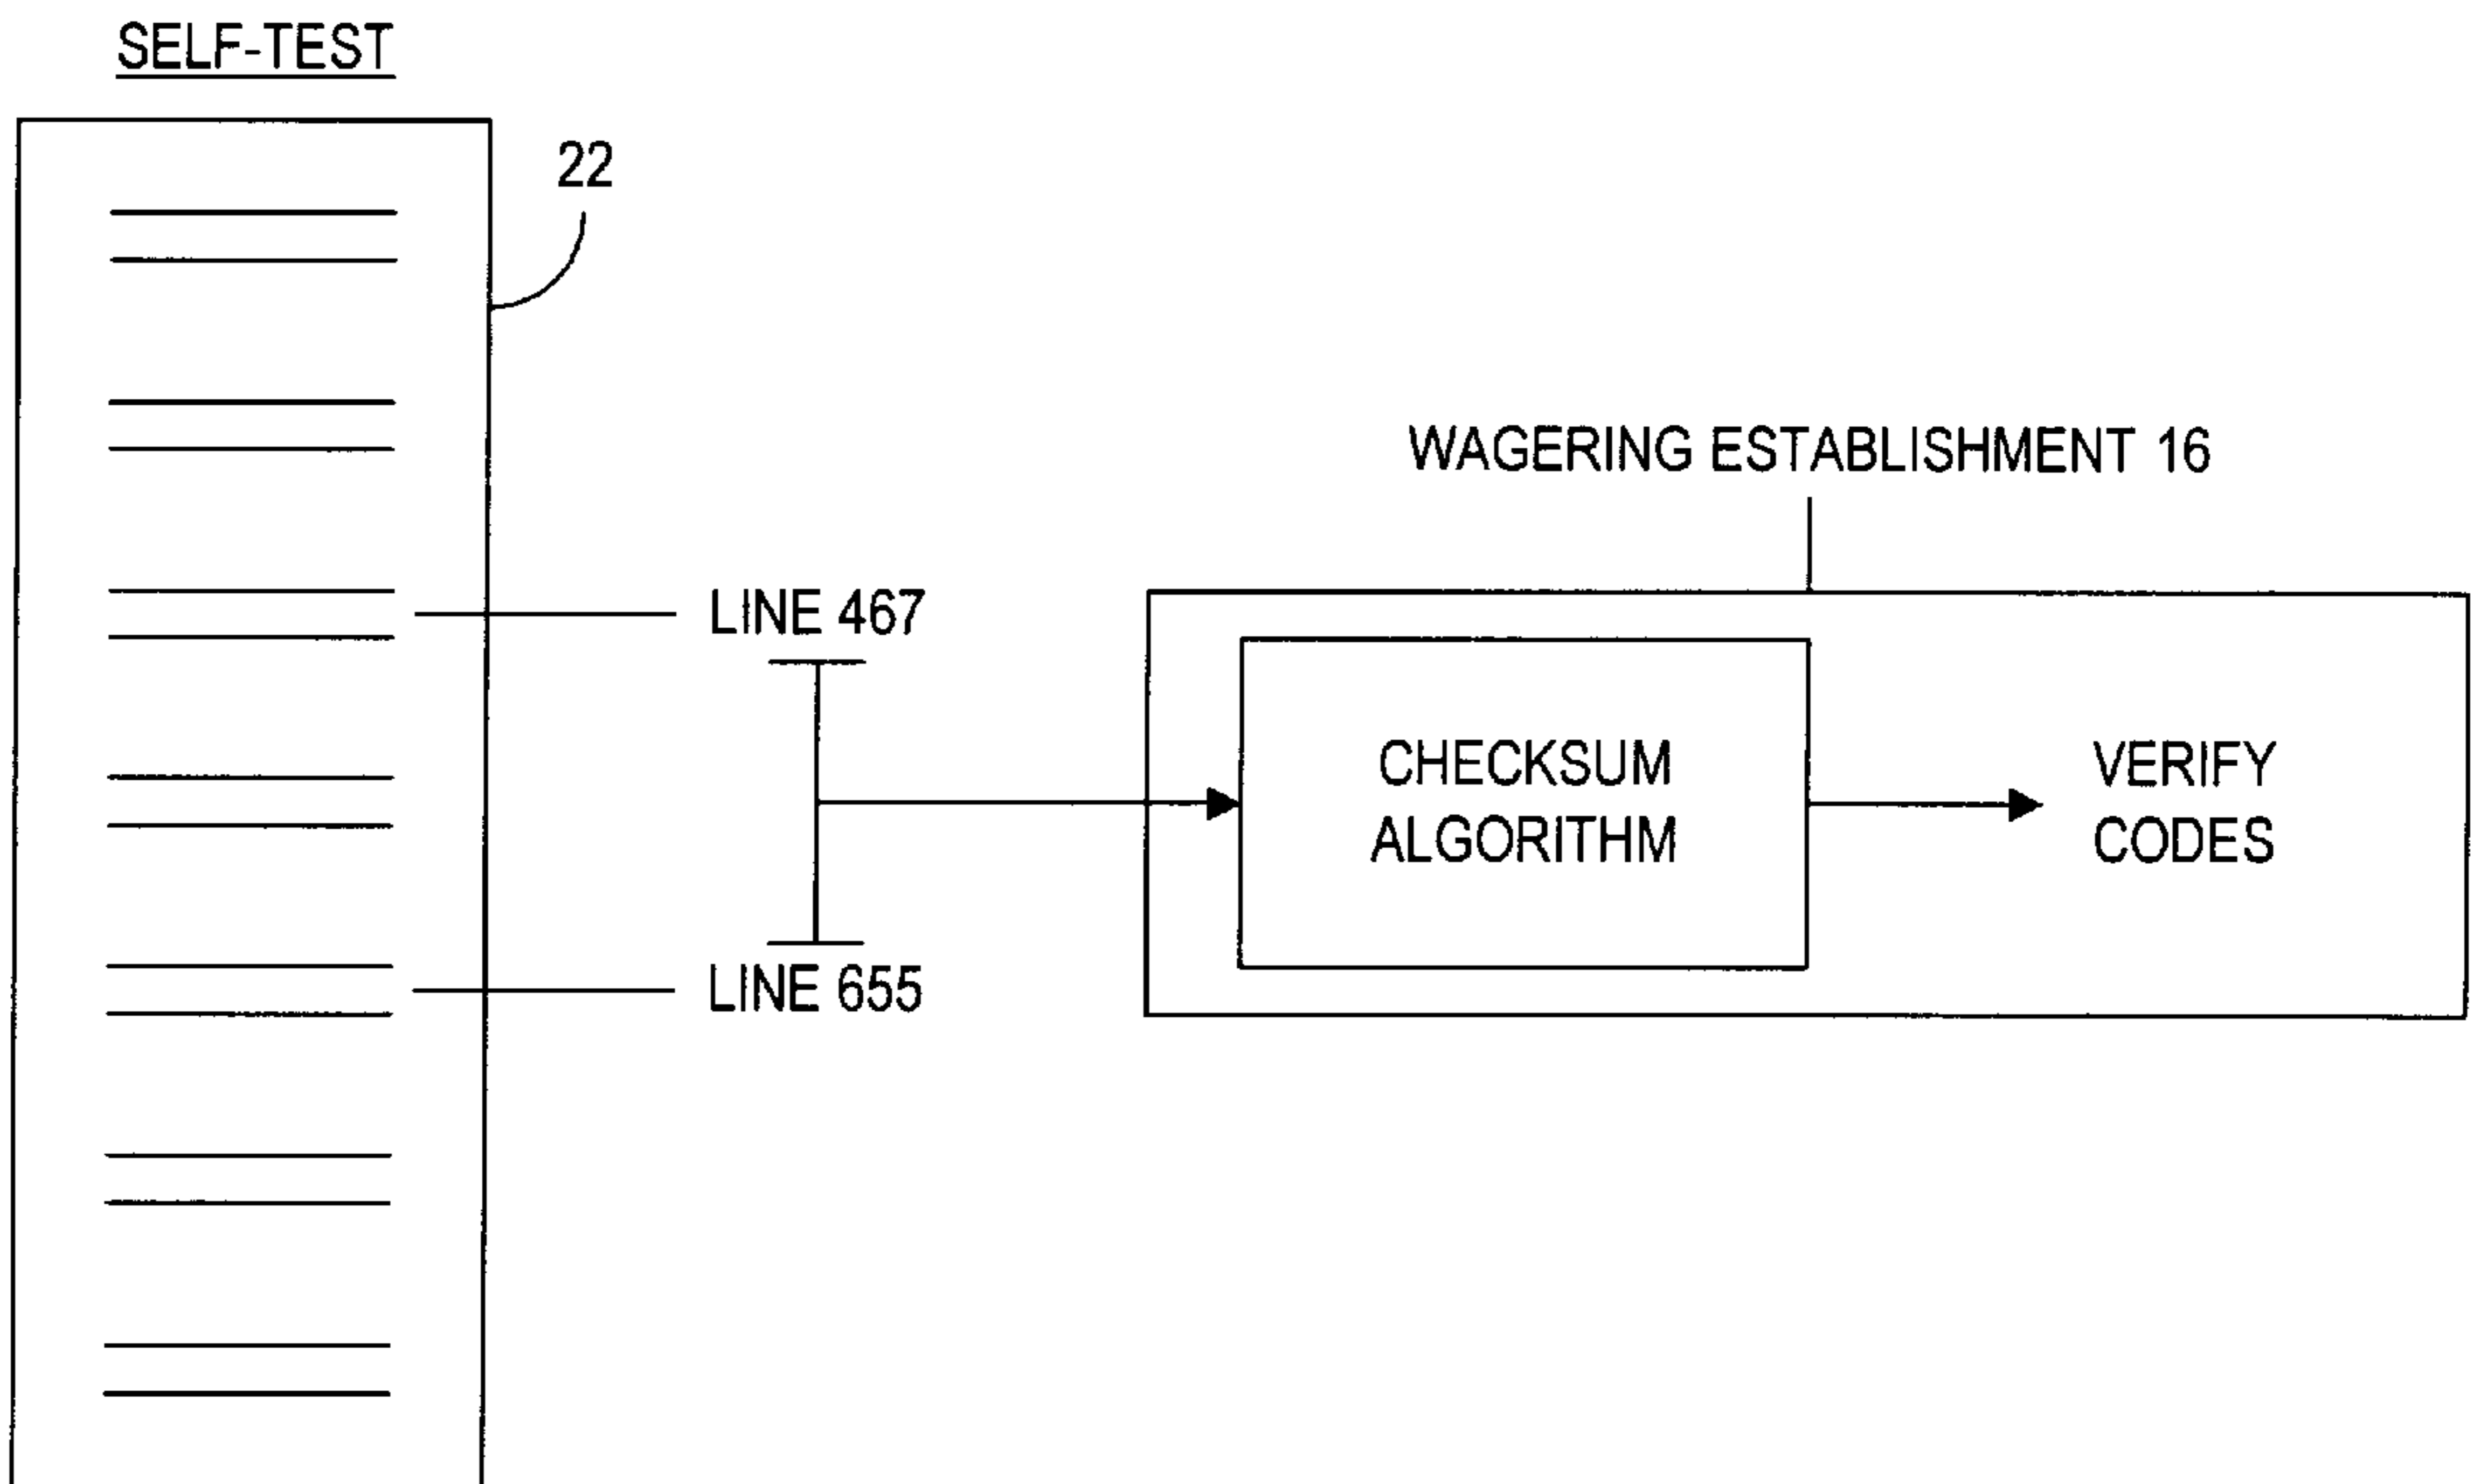 SELF-TEST
22
WAGERING ESTABLISHMENT 16
LINE 467
CHECKSUM
ALGORITHM
VERIFY
CODES
LINE 655